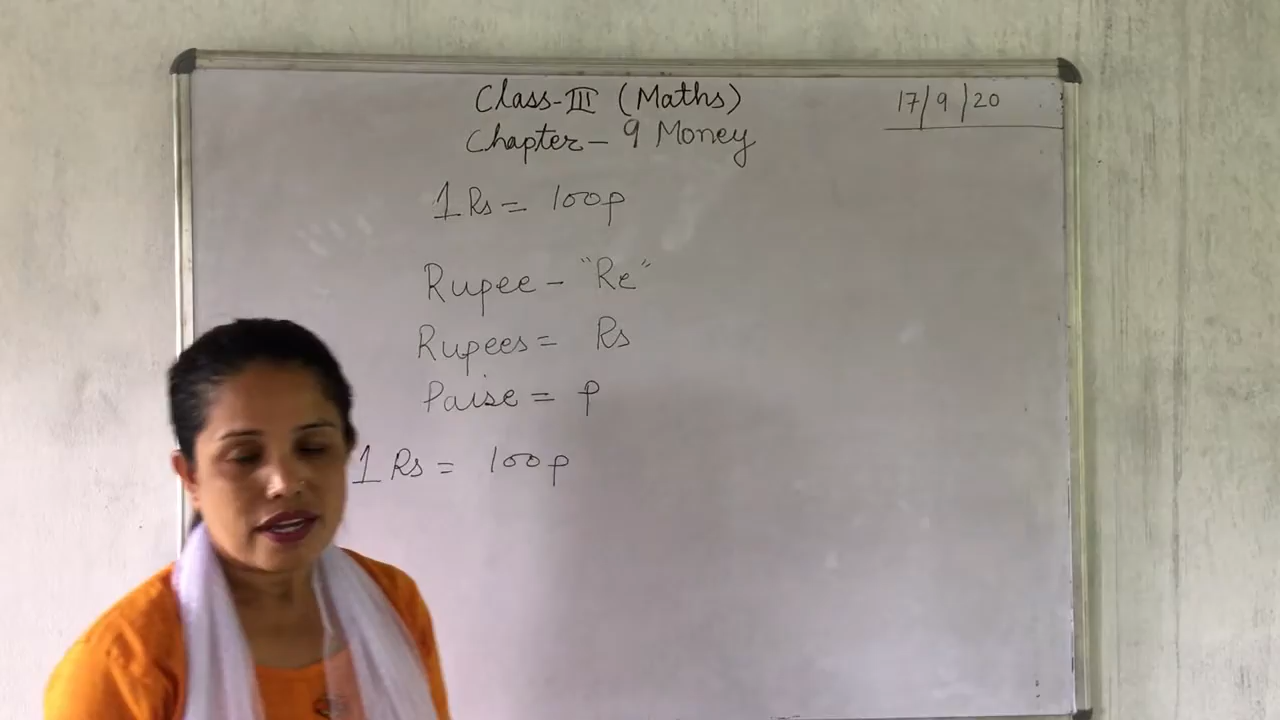 Class-III (Maths)
17/9/20
Chapter- 9 Money
1 Rs = 100p
Rupee - "Re"
Rupees = Rs
Paise = p
1 Rs = 100p